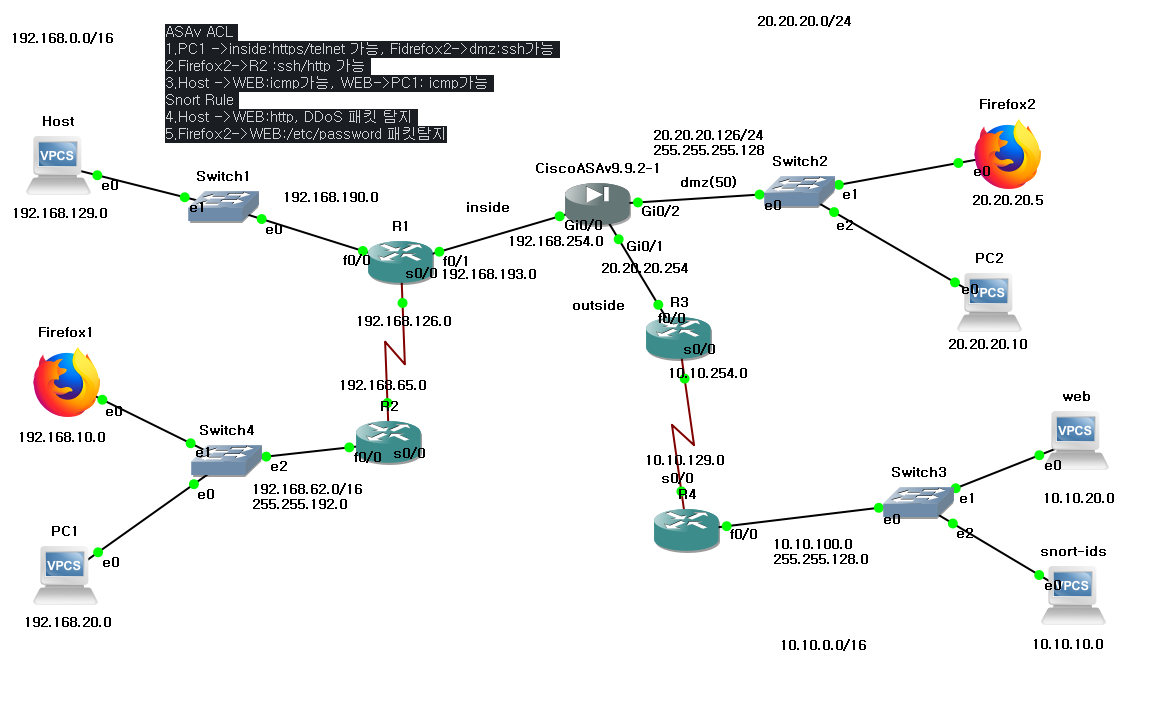 192.168.0.0/16
ASAv ACL
1.PC1 ->inside:https/telnet 가능, Fidrefox2->dmz:ssh가능
2.Firefox2->R2 :ssh/http 가능
3.Host ->WEB:icmp가능, WEB->PC1: icmp가능
Snort Rule
4.Host ->WEB:http, DDoS 패킷 탐지
5.Firefox2->WEB:/etc/password 패킷탐지
20.20.20.0/24
Host
VPCS
e0
192.168.129.0
Switch1
e1
e0
192.168.190.0
R1
f0/0
f0/1
s0/0
192.168.193.0
inside
CiscoASAv9.9.2-1
Gi0/0
192.168.254.0
Gi0/2
Gi0/1
20.20.20.254
dmz(50)
20.20.20.126/24
255.255.255.128
Switch2
e0
e1
e2
Firefox2
e0
20.20.20.5
PC2
e0
VPCS
20.20.20.10
outside
R3
f0/0
s0/0
10.10.254.0
192.168.126.0
192.168.65.0
R2
f0/0
s0/0
Firefox1
e0
192.168.10.0
Switch4
e1
e2
e0
192.168.62.0/16
255.255.192.0
PC1
VPCS
e0
192.168.20.0
10.10.129.0
s0/0
R4
f0/0
10.10.100.0
255.255.128.0
Switch3
e0
e1
e2
web
VPCS
e0
10.10.20.0
snort-ids
e0
VPCS
10.10.10.0
10.10.0.0/16